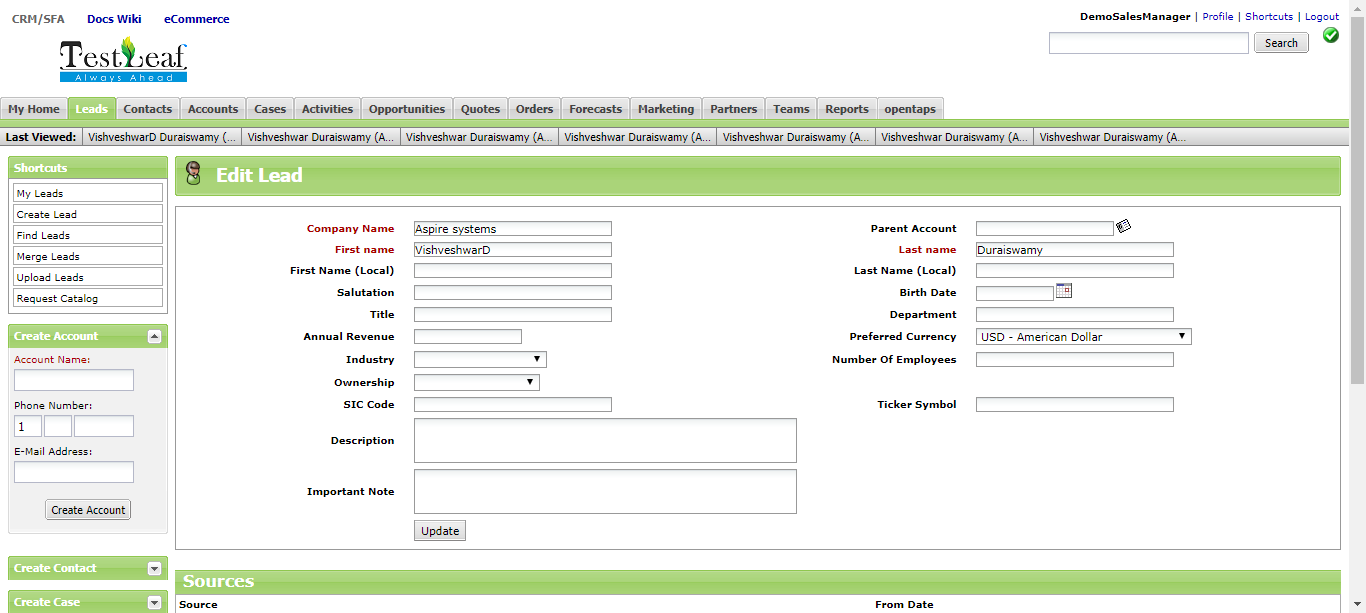 CRM/SFA Docs Wiki eCommerce
DemoSalesManager | Profile | Shortcuts | Logout
TestLeaf
Always Ahead
Search
My Home Leads Contacts Accounts Cases Activities Opportunities Quotes Orders Forecasts Marketing Partners Teams Reports opentaps
Last Viewed: VishveshwarD Duraiswamy (... Vishveshwar Duraiswamy (A... Vishveshwar Duraiswamy (A... Vishveshwar Duraiswamy (A... Vishveshwar Duraiswamy (A... Vishveshwar Duraiswamy (A... Vishveshwar Duraiswamy (A...
Shortcuts
My Leads
Create Lead
Find Leads
Merge Leads
Upload Leads
Request Catalog
Create Account
Account Name:
Phone Number:
1
E-Mail Address:
Create Account
Create Contact
Create Case
Edit Lead
Company Name Aspire systems Parent Account
First name VishveshwarD Last name Duraiswamy
First Name (Local) Last Name (Local)
Salutation Birth Date
Title Department
Annual Revenue Preferred Currency USD - American Dollar
Industry Number Of Employees
Ownership
SIC Code Ticker Symbol
Description
Important Note
Update
Sources
Source From Date